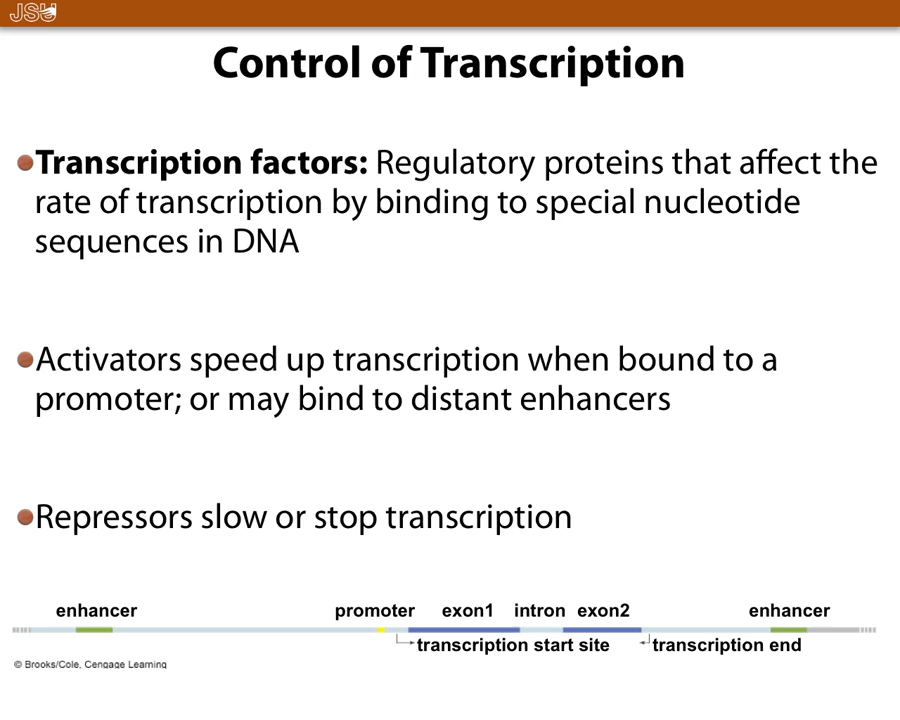 JSU
Control of Transcription
Transcription factors: Regulatory proteins that affect the
rate of transcription by binding to special nucleotide
sequences in DNA
Activators speed up transcription when bound to a
promoter; or may bind to distant enhancers
Repressors slow or stop transcription
enhancer promoter exon1 intron exon2 enhancer
transcription start site transcription end
© Brooks/Cole, Cengage Learning